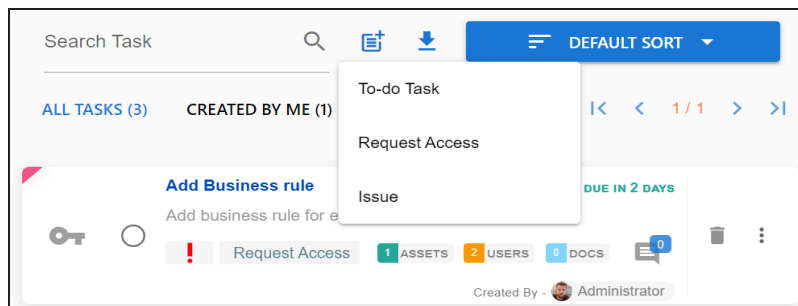 Search Task
DEFAULT SORT
To-do Task
Request Access
Issue
ALL TASKS (3)
CREATED BY ME (1)
1 / 1
Add Business rule
DUE IN 2 DAYS
Add business rule for e
Request Access
1 ASSETS
2 USERS
0 DOCS
0
Created By - Administrator